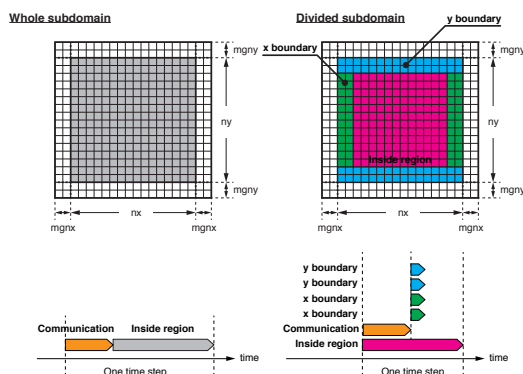 Whole subdomain
mgny
ny
mgny
nx
mgnx
mgnx
Communication
Inside region
time
One time step
Divided subdomain
y boundary
x boundary
Inside region
mgny
ny
mgny
nx
mgnx
mgnx
y boundary
y boundary
x boundary
x boundary
Communication
Inside region
time
One time step